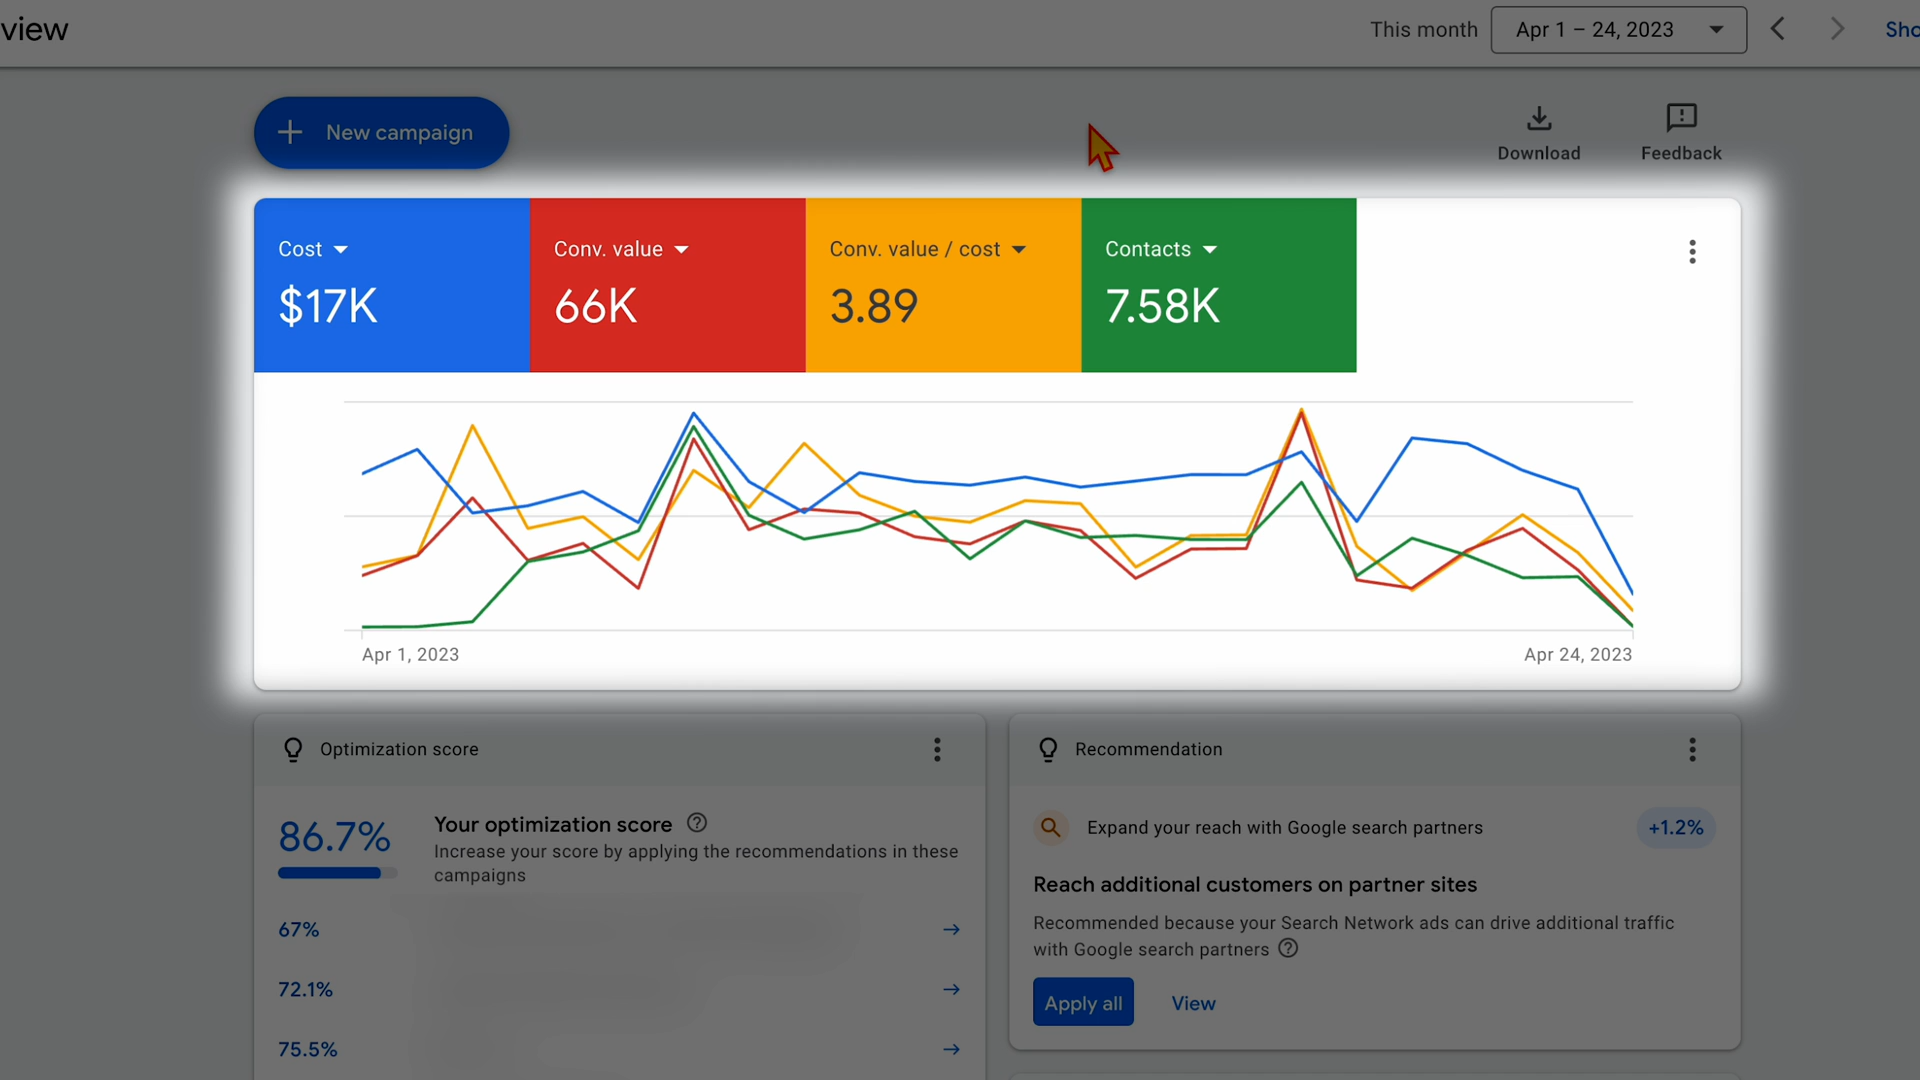 view
This month
Apr 1 – 24, 2023
Sho
New campaign
Download
Feedback
Cost
$17K
Conv. value
66K
Conv. value / cost
3.89
Contacts
7.58K
Apr 1, 2023
Apr 24, 2023
Optimization score
86.7%
Your optimization score
Increase your score by applying the recommendations in these
campaigns
67%
72.1%
75.5%
Recommendation
Expand your reach with Google search partners
+1.2%
Reach additional customers on partner sites
Recommended because your Search Network ads can drive additional traffic
with Google search partners
Apply all
View